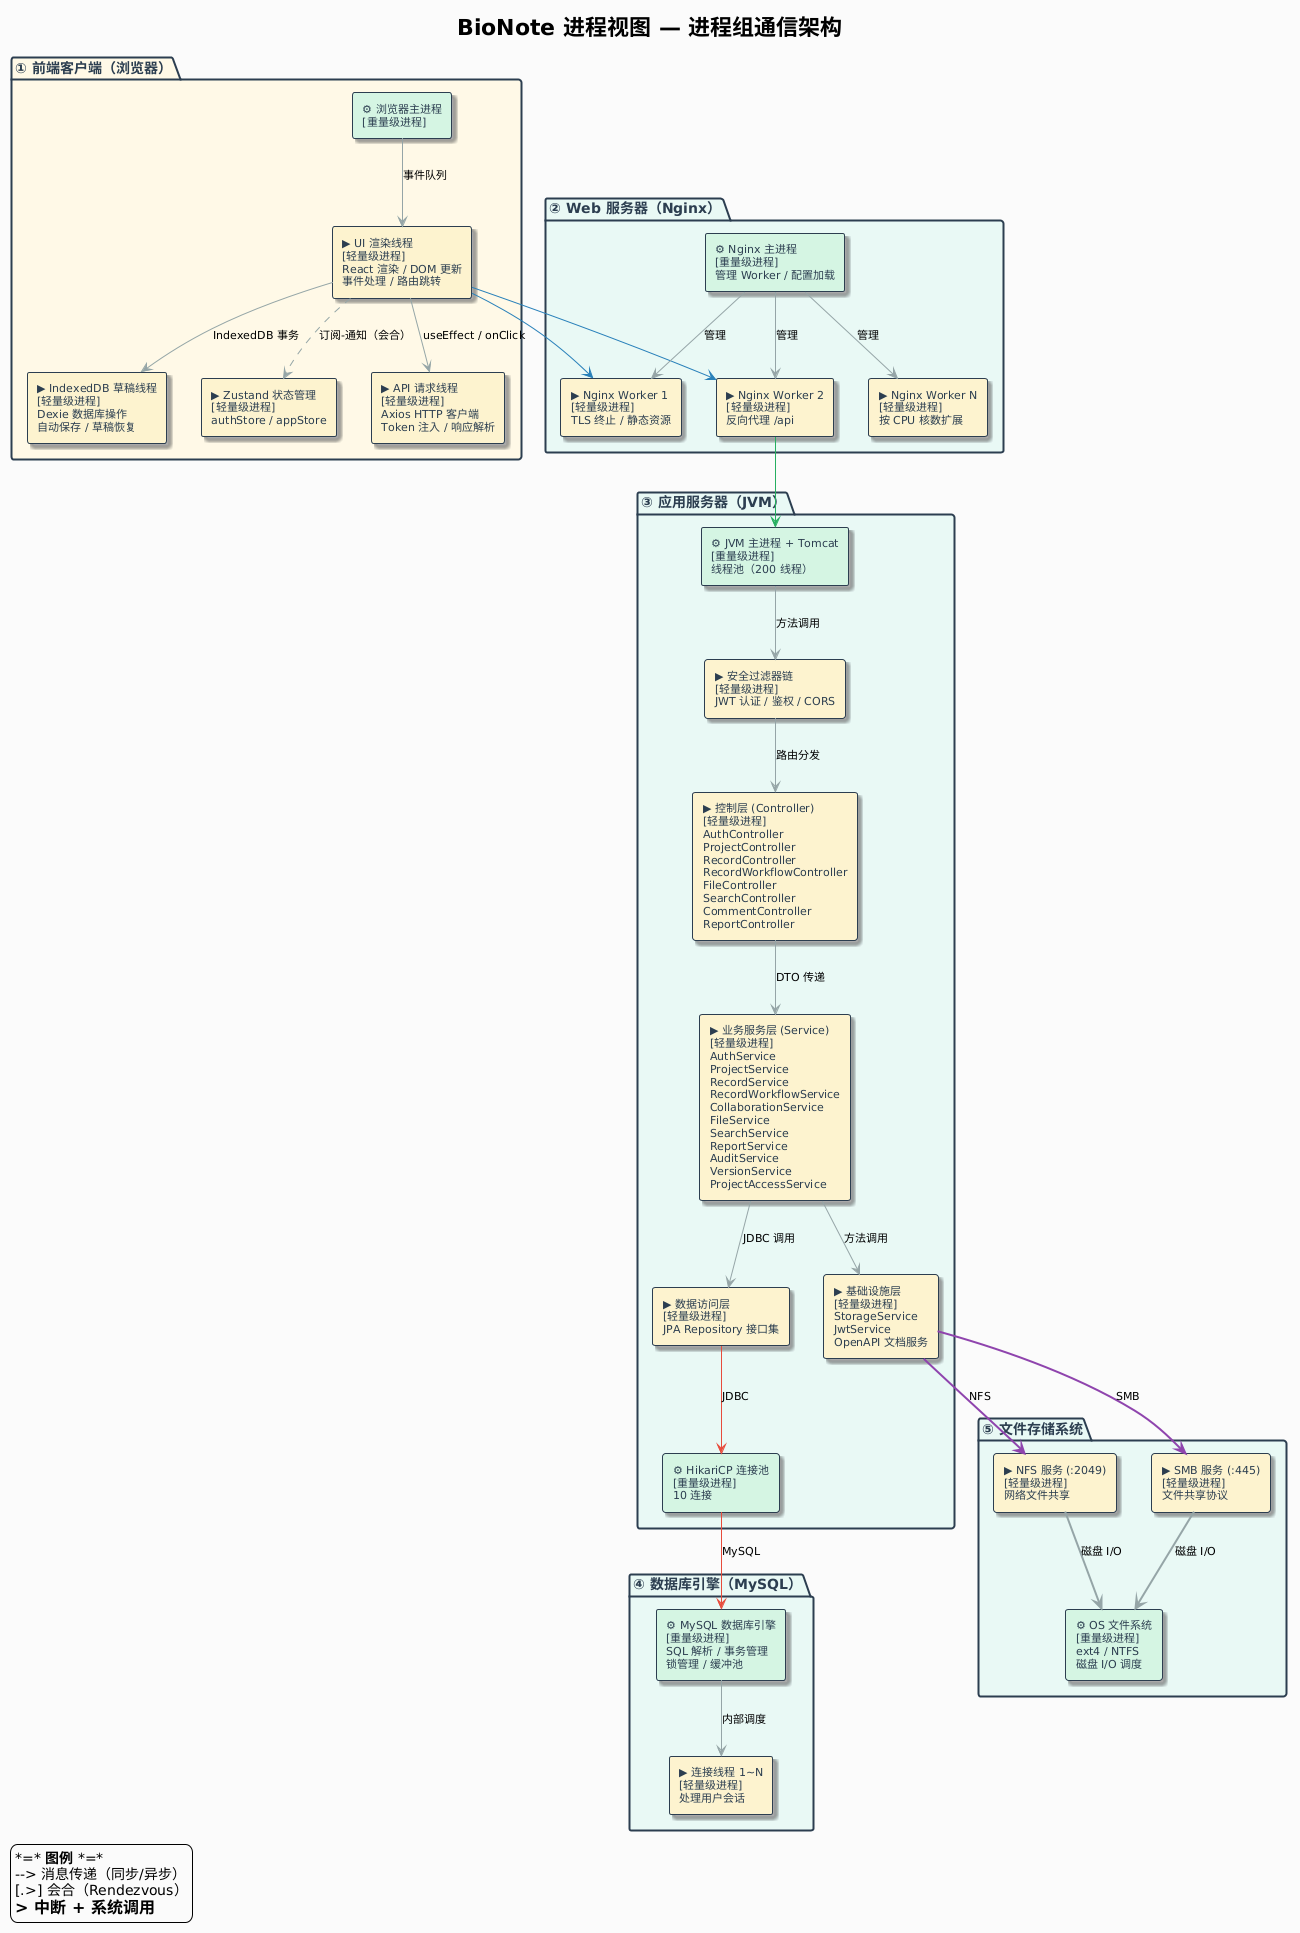 BioNote 进程视图 — 进程组通信架构
① 前端客户端（浏览器）
⚙ 浏览器主进程
[重量级进程]
事件队列
▶ UI 渲染线程
[轻量级进程]
React 渲染 / DOM 更新
事件处理 / 路由跳转
IndexedDB 事务
订阅-通知（会合）
useEffect / onClick
▶ IndexedDB 草稿线程
[轻量级进程]
Dexie 数据库操作
自动保存 / 草稿恢复
▶ Zustand 状态管理
[轻量级进程]
authStore / appStore
▶ API 请求线程
[轻量级进程]
Axios HTTP 客户端
Token 注入 / 响应解析
② Web 服务器（Nginx）
⚙ Nginx 主进程
[重量级进程]
管理 Worker / 配置加载
管理
管理
管理
▶ Nginx Worker 1
[轻量级进程]
TLS 终止 / 静态资源
▶ Nginx Worker 2
[轻量级进程]
反向代理 /api
▶ Nginx Worker N
[轻量级进程]
按 CPU 核数扩展
③ 应用服务器（JVM）
⚙ JVM 主进程 + Tomcat
[重量级进程]
线程池（200 线程）
方法调用
▶ 安全过滤器链
[轻量级进程]
JWT 认证 / 鉴权 / CORS
路由分发
▶ 控制层 (Controller)
[轻量级进程]
AuthController
ProjectController
RecordController
RecordWorkflowController
FileController
SearchController
CommentController
ReportController
DTO 传递
▶ 业务服务层 (Service)
[轻量级进程]
AuthService
ProjectService
RecordService
RecordWorkflowService
CollaborationService
FileService
SearchService
ReportService
AuditService
VersionService
ProjectAccessService
JDBC 调用
方法调用
▶ 数据访问层
[轻量级进程]
JPA Repository 接口集
▶ 基础设施层
[轻量级进程]
StorageService
JwtService
OpenAPI 文档服务
JDBC
NFS
SMB
⚙ HikariCP 连接池
[重量级进程]
10 连接
MySQL
⑤ 文件存储系统
▶ NFS 服务 (:2049)
[轻量级进程]
网络文件共享
▶ SMB 服务 (:445)
[轻量级进程]
文件共享协议
磁盘 I/O
磁盘 I/O
⚙ OS 文件系统
[重量级进程]
ext4 / NTFS
磁盘 I/O 调度
④ 数据库引擎（MySQL）
⚙ MySQL 数据库引擎
[重量级进程]
SQL 解析 / 事务管理
锁管理 / 缓冲池
内部调度
▶ 连接线程 1~N
[轻量级进程]
处理用户会话
*=* 图例 *=*
--> 消息传递（同步/异步）
[.>] 会合（Rendezvous）
> 中断 + 系统调用